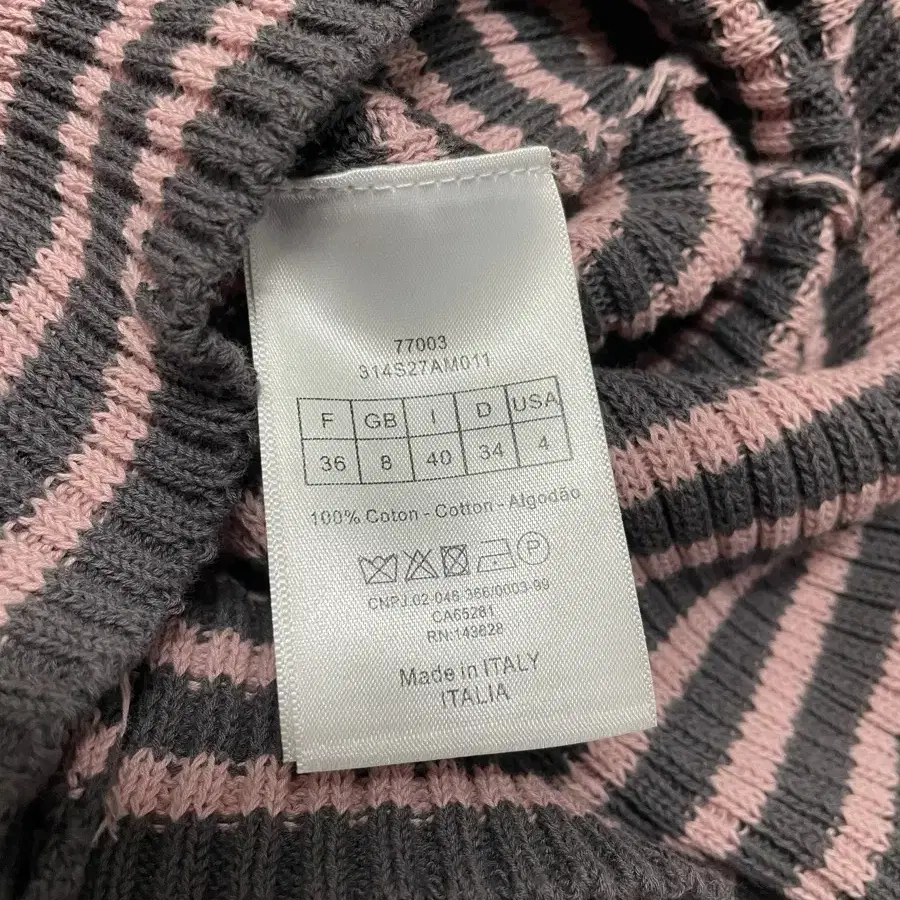 77003
314S27AM011
F GB I D USA
36 8 40 34 4
100% Coton - Cotton - Algodão
P
CNPJ.02.046.366/0003-99
CA65281
RN:143628
Made in ITALY
ITALIA